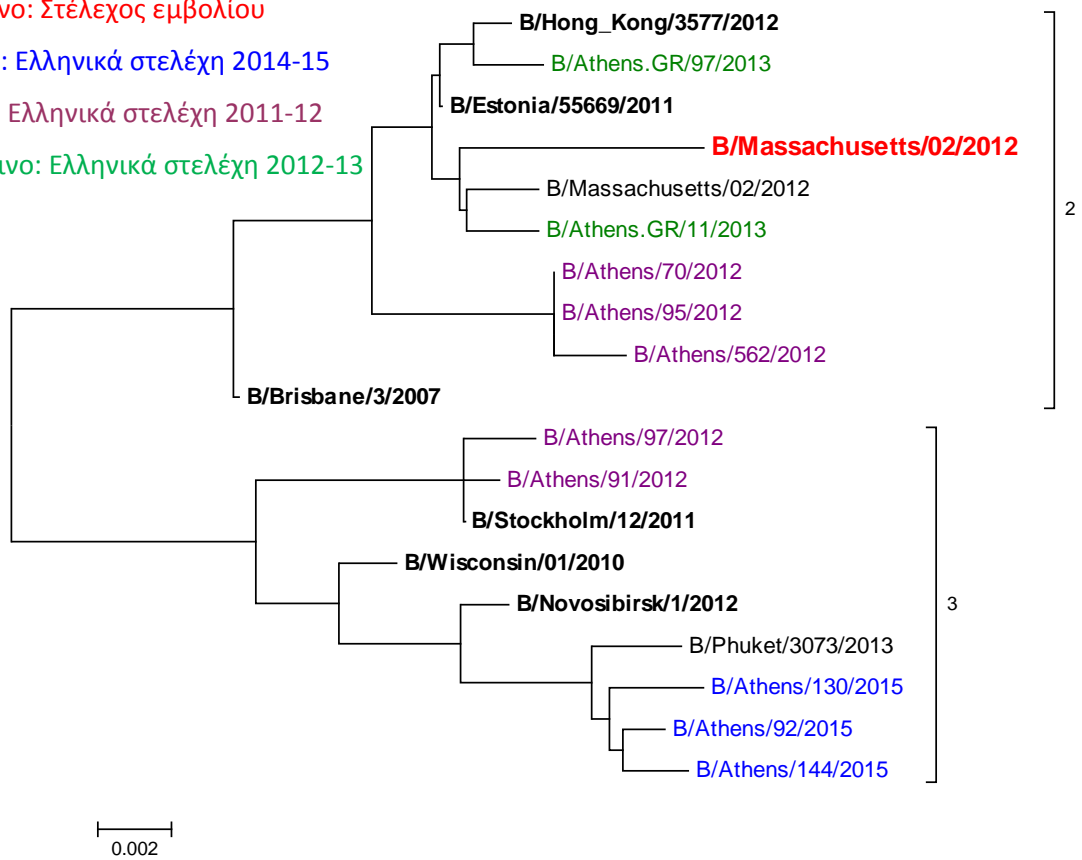 Στέλεχος εμβολίου
Ελληνικά στελέχη 2014-15
Ελληνικά στελέχη 2011-12
Ελληνικά στελέχη 2012-13
B/Hong_Kong/3577/2012
B/Athens.GR/97/2013
B/Estonia/55669/2011
B/Massachusetts/02/2012
B/Massachusetts/02/2012
B/Athens.GR/11/2013
B/Athens/70/2012
B/Athens/95/2012
B/Athens/562/2012
B/Brisbane/3/2007
2
B/Athens/97/2012
B/Athens/91/2012
B/Stockholm/12/2011
B/Wisconsin/01/2010
B/Novosibirsk/1/2012
B/Phuket/3073/2013
B/Athens/130/2015
B/Athens/92/2015
B/Athens/144/2015
3
0.002